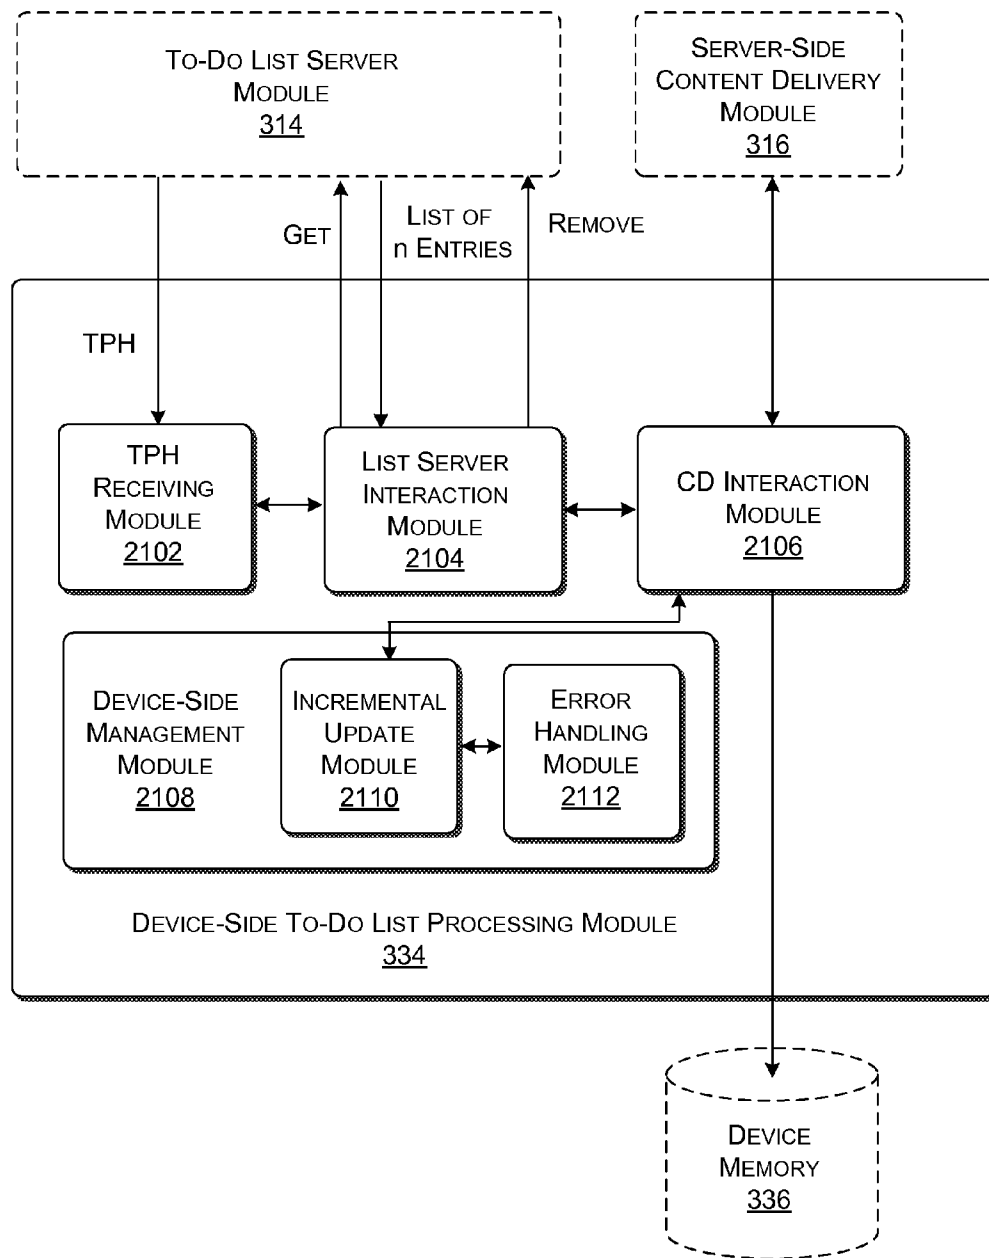 TO-DO LIST SERVER
MODULE
314
SERVER-SIDE
CONTENT DELIVERY
MODULE
316
GET
LIST OF
n ENTRIES
REMOVE
TPH
TPH
RECEIVING
MODULE
2102
LIST SERVER
INTERACTION
MODULE
2104
CD INTERACTION
MODULE
2106
DEVICE-SIDE
MANAGEMENT
MODULE
2108
INCREMENTAL
UPDATE
MODULE
2110
ERROR
HANDLING
MODULE
2112
DEVICE-SIDE TO-DO LIST PROCESSING MODULE
334
DEVICE
MEMORY
336